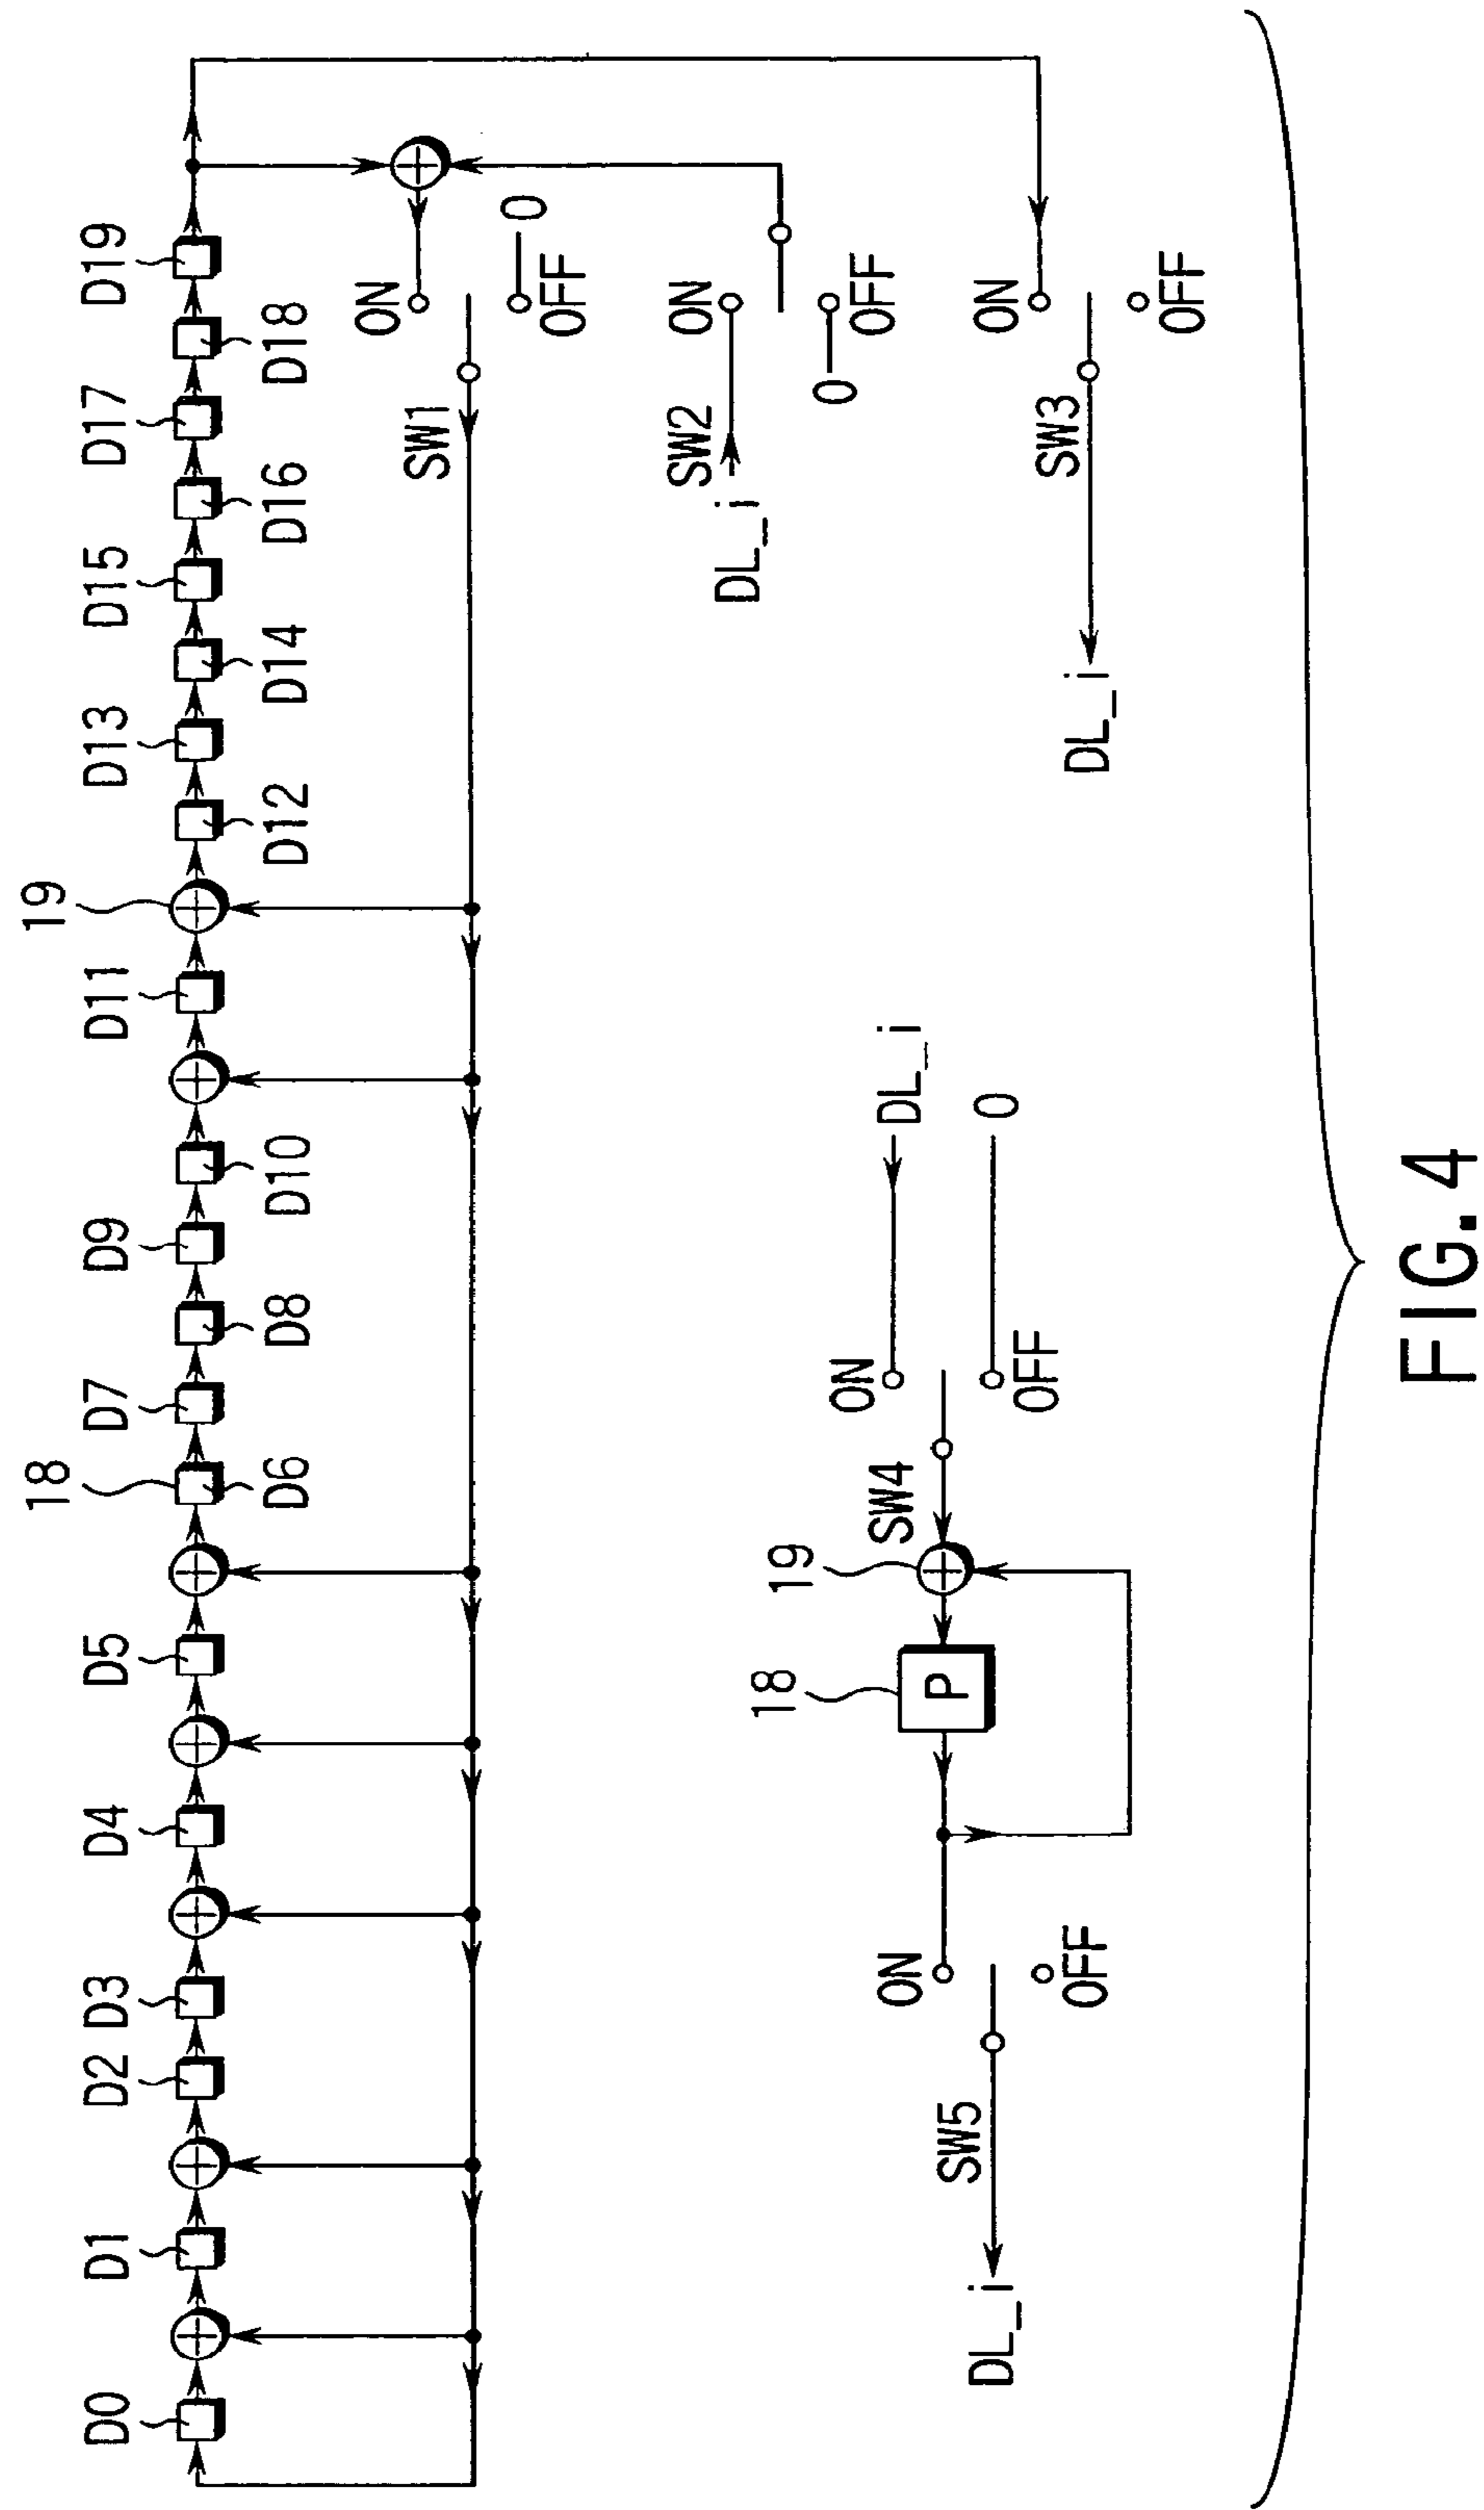 D0
D1
D2
D3
D4
D5
18
D6
D7
D8
D9
D10
D11
19
D12
D13
D14
D15
D16
D17
D18
D19
ON
SW1
0
OFF
ON
SW2
DL_i
0
OFF
ON
SW3
DL_i
OFF
19
SW4
ON
DL_i
0
OFF
18
P
ON
SW5
DL_i
OFF
FIG.4